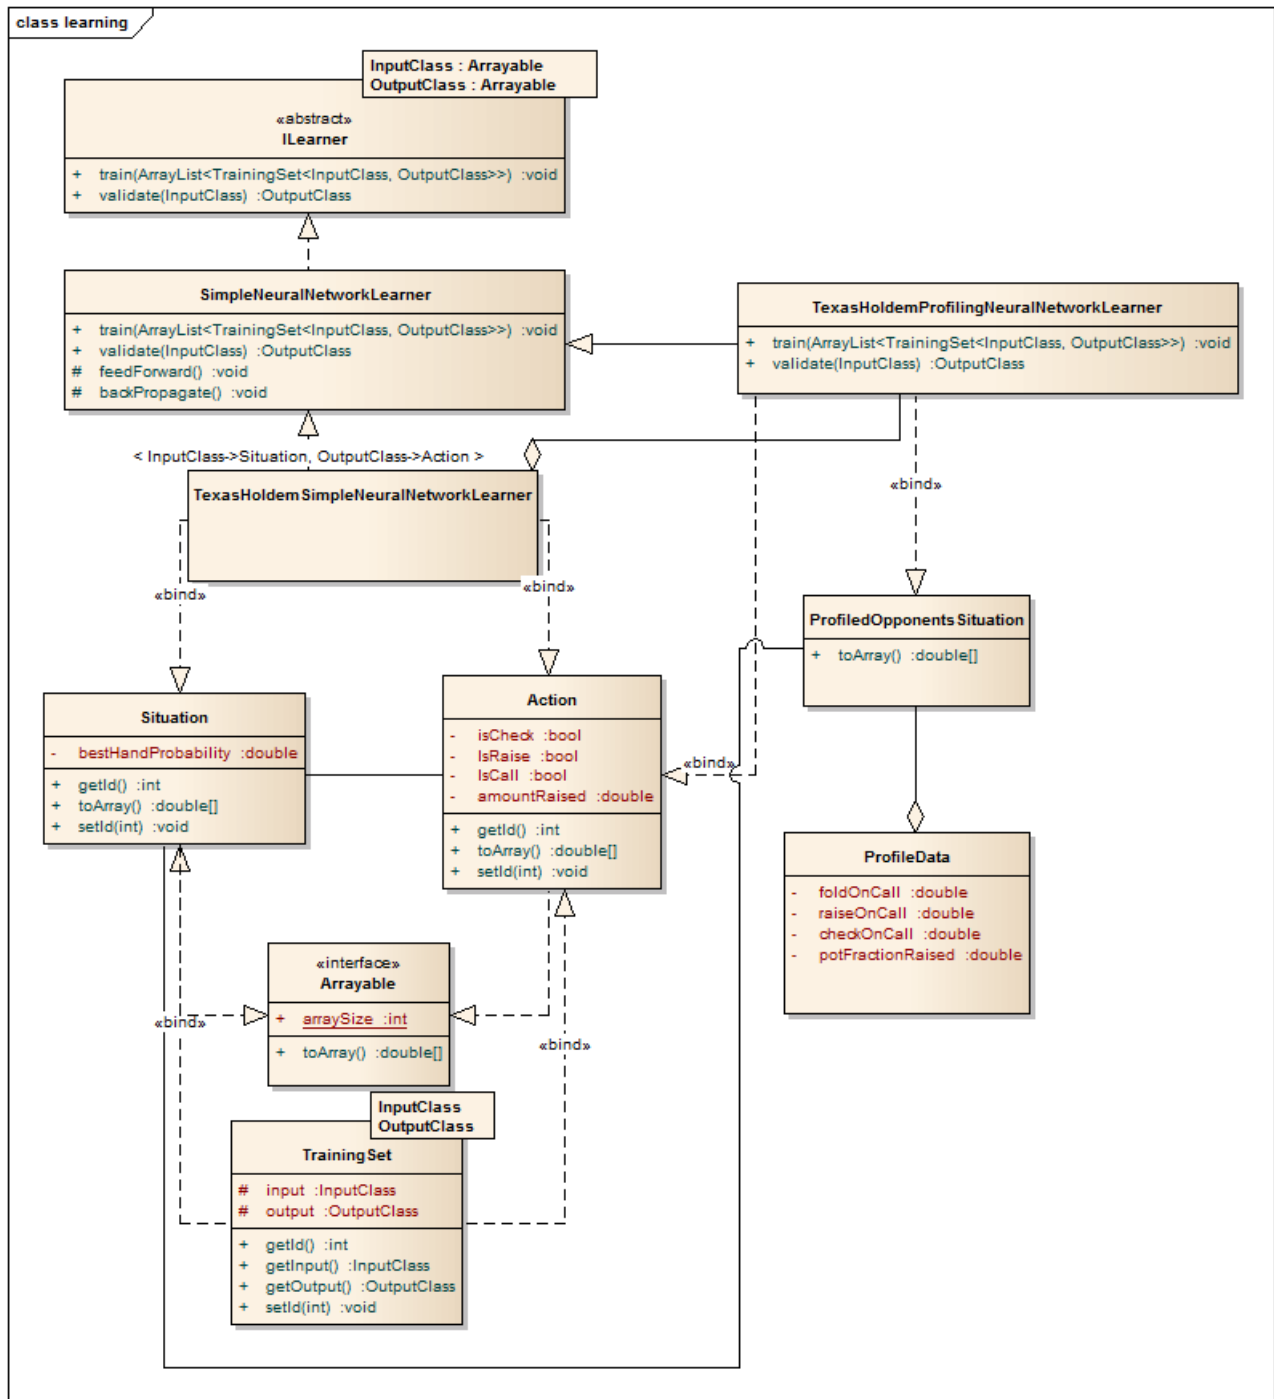 class learning
InputClass : Arrayable
OutputClass : Arrayable
«abstract»
ILearner
+ train(ArrayList<TrainingSet<InputClass, OutputClass>>) :void
+ validate(InputClass) :OutputClass
SimpleNeuralNetworkLearner
+ train(ArrayList<TrainingSet<InputClass, OutputClass>>) :void
+ validate(InputClass) :OutputClass
# feedForward() :void
# backPropagate() :void
TexasHoldemProfilingNeuralNetworkLearner
+ train(ArrayList<TrainingSet<InputClass, OutputClass>>) :void
+ validate(InputClass) :OutputClass
< InputClass->Situation, OutputClass->Action >
TexasHoldemSimpleNeuralNetworkLearner
«bind»
«bind»
«bind»
ProfiledOpponentsSituation
+ toArray() :double[]
Situation
- bestHandProbability :double
+ getId() :int
+ toArray() :double[]
+ setId(int) :void
Action
- isCheck :bool
- IsRaise :bool
- IsCall :bool
- amountRaised :double
+ getId() :int
+ toArray() :double[]
+ setId(int) :void
«bind»
ProfileData
- foldOnCall :double
- raiseOnCall :double
- checkOnCall :double
- potFractionRaised :double
«interface»
Arrayable
+ arraySize :int
+ toArray() :double[]
«bind»
«bind»
InputClass
OutputClass
TrainingSet
# input :InputClass
# output :OutputClass
+ getId() :int
+ getInput() :InputClass
+ getOutput() :OutputClass
+ setId(int) :void